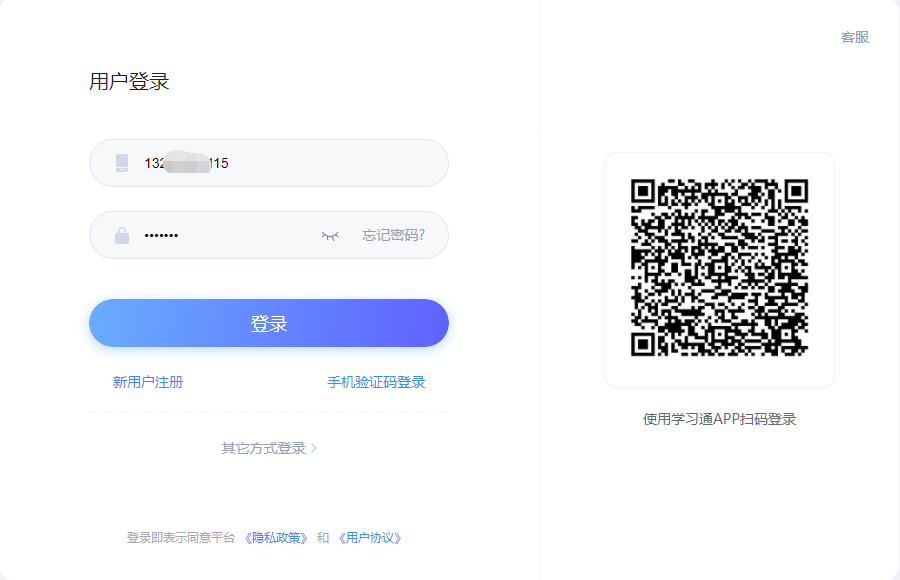 客服
用户登录
132 115
•••••••
忘记密码?
登录
新用户注册
手机验证码登录
其它方式登录
登录即表示同意平台 《隐私政策》 和 《用户协议》
使用学习通APP扫码登录